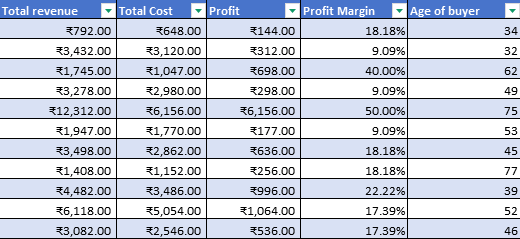 Total revenue Total Cost Profit Profit Margin Age of buyer
₹792.00 ₹648.00 ₹144.00 18.18% 34
₹3,432.00 ₹3,120.00 ₹312.00 9.09% 32
₹1,745.00 ₹1,047.00 ₹698.00 40.00% 62
₹3,278.00 ₹2,980.00 ₹298.00 9.09% 49
₹12,312.00 ₹6,156.00 ₹6,156.00 50.00% 75
₹1,947.00 ₹1,770.00 ₹177.00 9.09% 53
₹3,498.00 ₹2,862.00 ₹636.00 18.18% 45
₹1,408.00 ₹1,152.00 ₹256.00 18.18% 77
₹4,482.00 ₹3,486.00 ₹996.00 22.22% 39
₹6,118.00 ₹5,054.00 ₹1,064.00 17.39% 52
₹3,082.00 ₹2,546.00 ₹536.00 17.39% 46